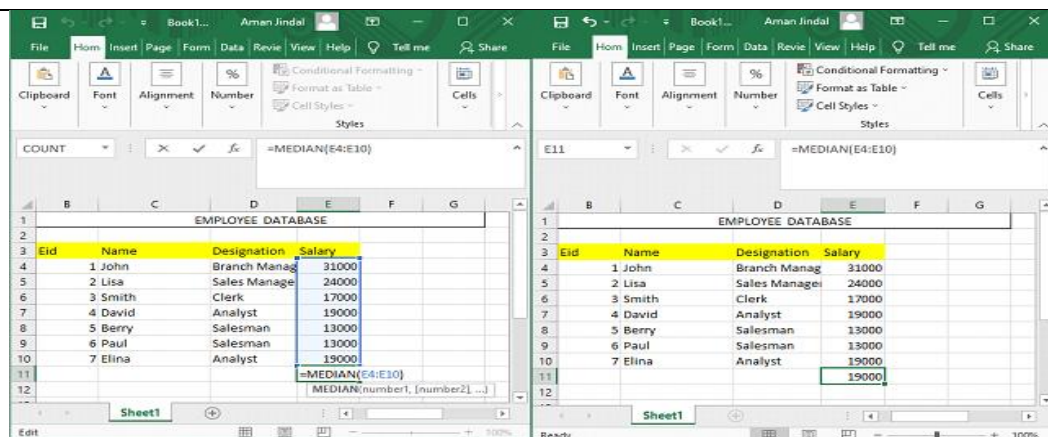 Book1... Aman Jindal
File Hom Insert Page Form Data Revie View Help Tell me Share
Clipboard Font Alignment Number Conditional Formatting Cells
Format as Table
Cell Styles
Styles
COUNT =MEDIAN(E4:E10)
B C D E F G
1 EMPLOYEE DATABASE
2
3 Eid Name Designation Salary
4 1 John Branch Manag 31000
5 2 Lisa Sales Manage 24000
6 3 Smith Clerk 17000
7 4 David Analyst 19000
8 5 Berry Salesman 13000
9 6 Paul Salesman 13000
10 7 Elina Analyst 19000
11 =MEDIAN(E4:E10)
12 MEDIAN(number1, [number2], ...)
Sheet1
Edit 100%
Book1... Aman Jindal
File Hom Insert Page Form Data Revie View Help Tell me Share
Clipboard Font Alignment Number Conditional Formatting Cells
Format as Table
Cell Styles
Styles
E11 =MEDIAN(E4:E10)
B C D E F G
1 EMPLOYEE DATABASE
2
3 Eid Name Designation Salary
4 1 John Branch Manag 31000
5 2 Lisa Sales Manager 24000
6 3 Smith Clerk 17000
7 4 David Analyst 19000
8 5 Berry Salesman 13000
9 6 Paul Salesman 13000
10 7 Elina Analyst 19000
11 19000
12
Sheet1
Ready 100%